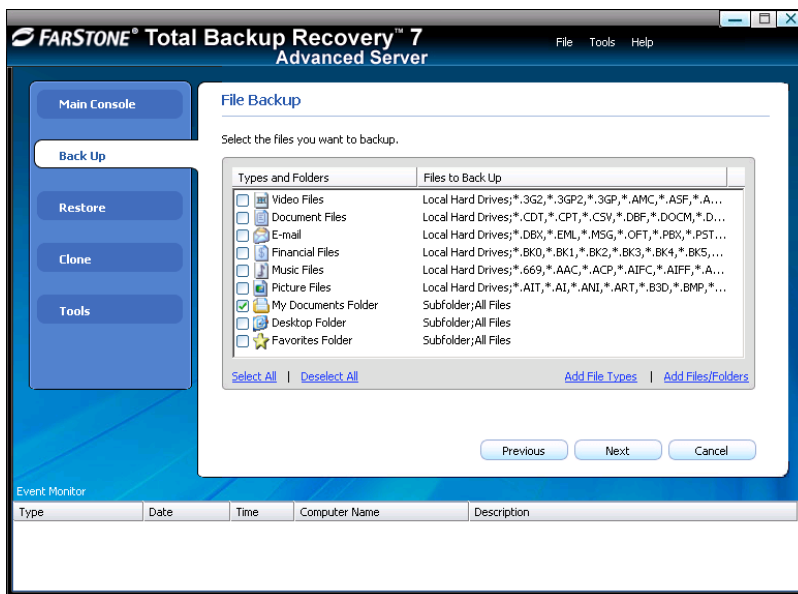 FARSTONE® Total Backup Recovery™ 7
Advanced Server
File Tools Help
Main Console
Back Up
Restore
Clone
Tools
File Backup
Select the files you want to backup.
Types and Folders Files to Back Up
Video Files Local Hard Drives;*.3G2,*.3GP2,*.3GP,*.AMC,*.ASF,*.A...
Document Files Local Hard Drives;*.CDT,*.CPT,*.CSV,*.DBF,*.DOCM,*.D...
E-mail Local Hard Drives;*.DBX,*.EML,*.MSG,*.OFT,*.PBX,*.PST...
Financial Files Local Hard Drives;*.BK0,*.BK1,*.BK2,*.BK3,*.BK4,*.BK5,...
Music Files Local Hard Drives;*.669,*.AAC,*.ACP,*.AIFC,*.AIFF,*.A...
Picture Files Local Hard Drives;*.AIT,*.AI,*.ANI,*.ART,*.B3D,*.BMP,*...
My Documents Folder Subfolder;All Files
Desktop Folder Subfolder;All Files
Favorites Folder Subfolder;All Files
Select All | Deselect All Add File Types | Add Files/Folders
Previous Next Cancel
Event Monitor
Type Date Time Computer Name Description